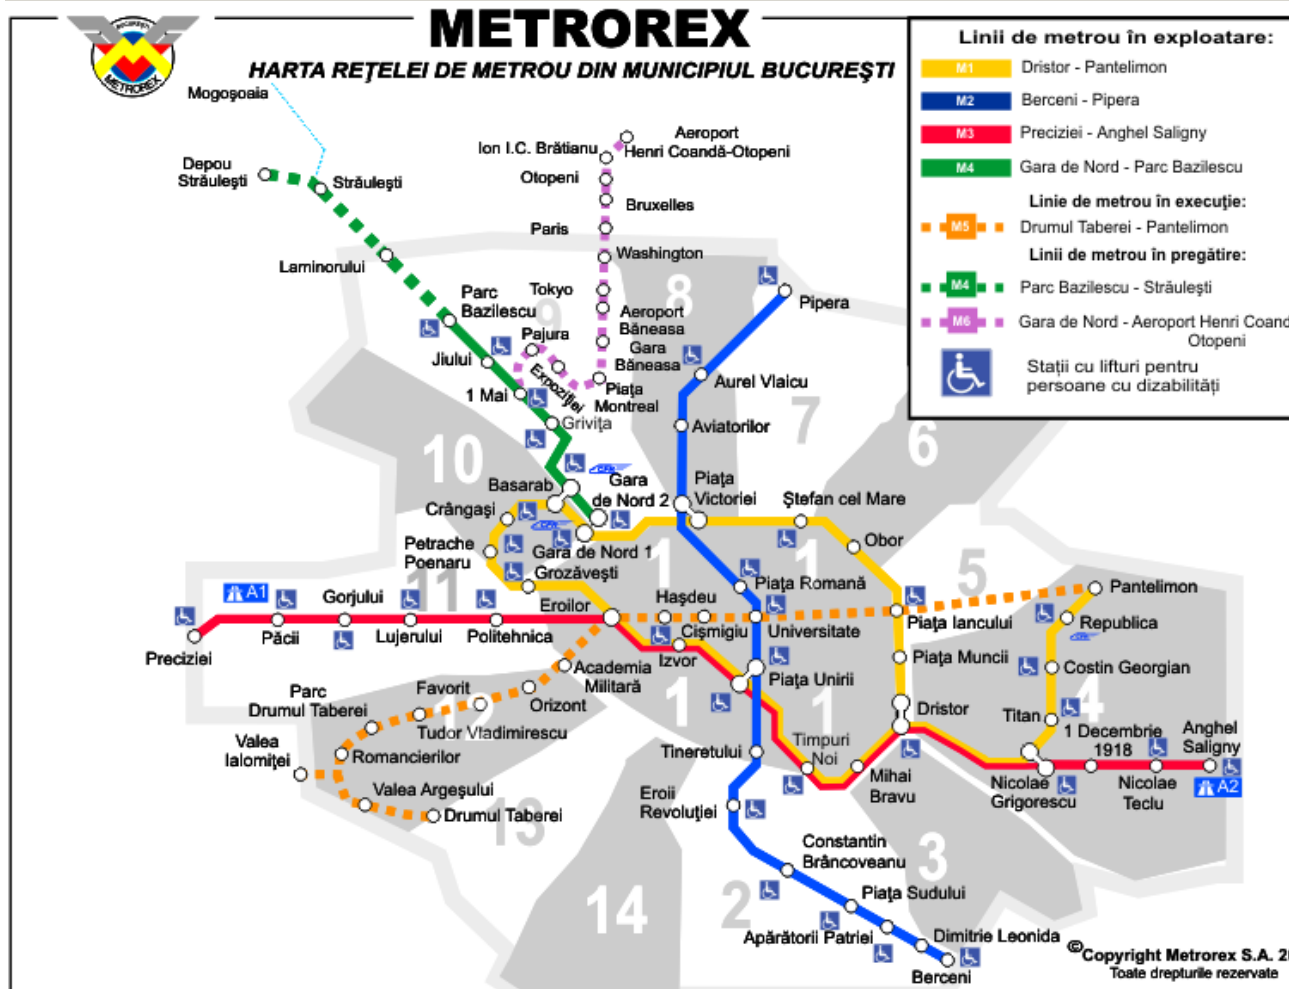 METROREX
HARTA REŢELEI DE METROU DIN MUNICIPIUL BUCUREŞTI
BUCUREŞTI
METROREX
Linii de metrou în exploatare:
M1 Dristor - Pantelimon
M2 Berceni - Pipera
M3 Preciziei - Anghel Saligny
M4 Gara de Nord - Parc Bazilescu
Linie de metrou în execuţie:
M5 Drumul Taberei - Pantelimon
Linii de metrou în pregătire:
M4 Parc Bazilescu - Străuleşti
M6 Gara de Nord - Aeroport Henri Coand
Otopeni
Staţii cu lifturi pentru
persoane cu dizabilităţi
Mogoşoaia
Depou
Străuleşti
Străuleşti
Laminorului
Parc
Bazilescu
Jiului
1 Mai
Griviţa
Basarab
Gara
de Nord 2
Aeroport
Henri Coandă-Otopeni
Ion I.C. Brătianu
Otopeni
Bruxelles
Paris
Washington
Tokyo
Aeroport
Băneasa
Gara
Băneasa
Piaţa
Montreal
Expoziţiei
Pajura
Pipera
Aurel Vlaicu
Aviatorilor
Piaţa
Victoriei
Ştefan cel Mare
Obor
Crângaşi
Petrache
Poenaru
Gara de Nord 1
Grozăveşti
Eroilor
Haşdeu
Cişmigiu
Piaţa Romană
Universitate
Piaţa Iancului
Pantelimon
Republica
Costin Georgian
Titan
Piaţa Muncii
Dristor
A1
Preciziei
Păcii
Gorjului
Lujerului
Politehnica
Izvor
Piaţa Unirii
Timpuri
Noi
Mihai
Bravu
Nicolae
Grigorescu
1 Decembrie
1918
Nicolae
Teclu
Anghel
Saligny
A2
Academia
Militară
Orizont
Favorit
Tudor Vladimirescu
Parc
Drumul Taberei
Romancierilor
Valea
Ialomiţei
Valea Argeşului
Drumul Taberei
Tineretului
Eroii
Revoluţiei
Constantin
Brâncoveanu
Piaţa Sudului
Apărătorii Patriei
Dimitrie Leonida
Berceni
8
9
7
6
10
1
1
5
11
1
1
4
12
13
14
2
3
©Copyright Metrorex S.A. 2
Toate drepturile rezervate